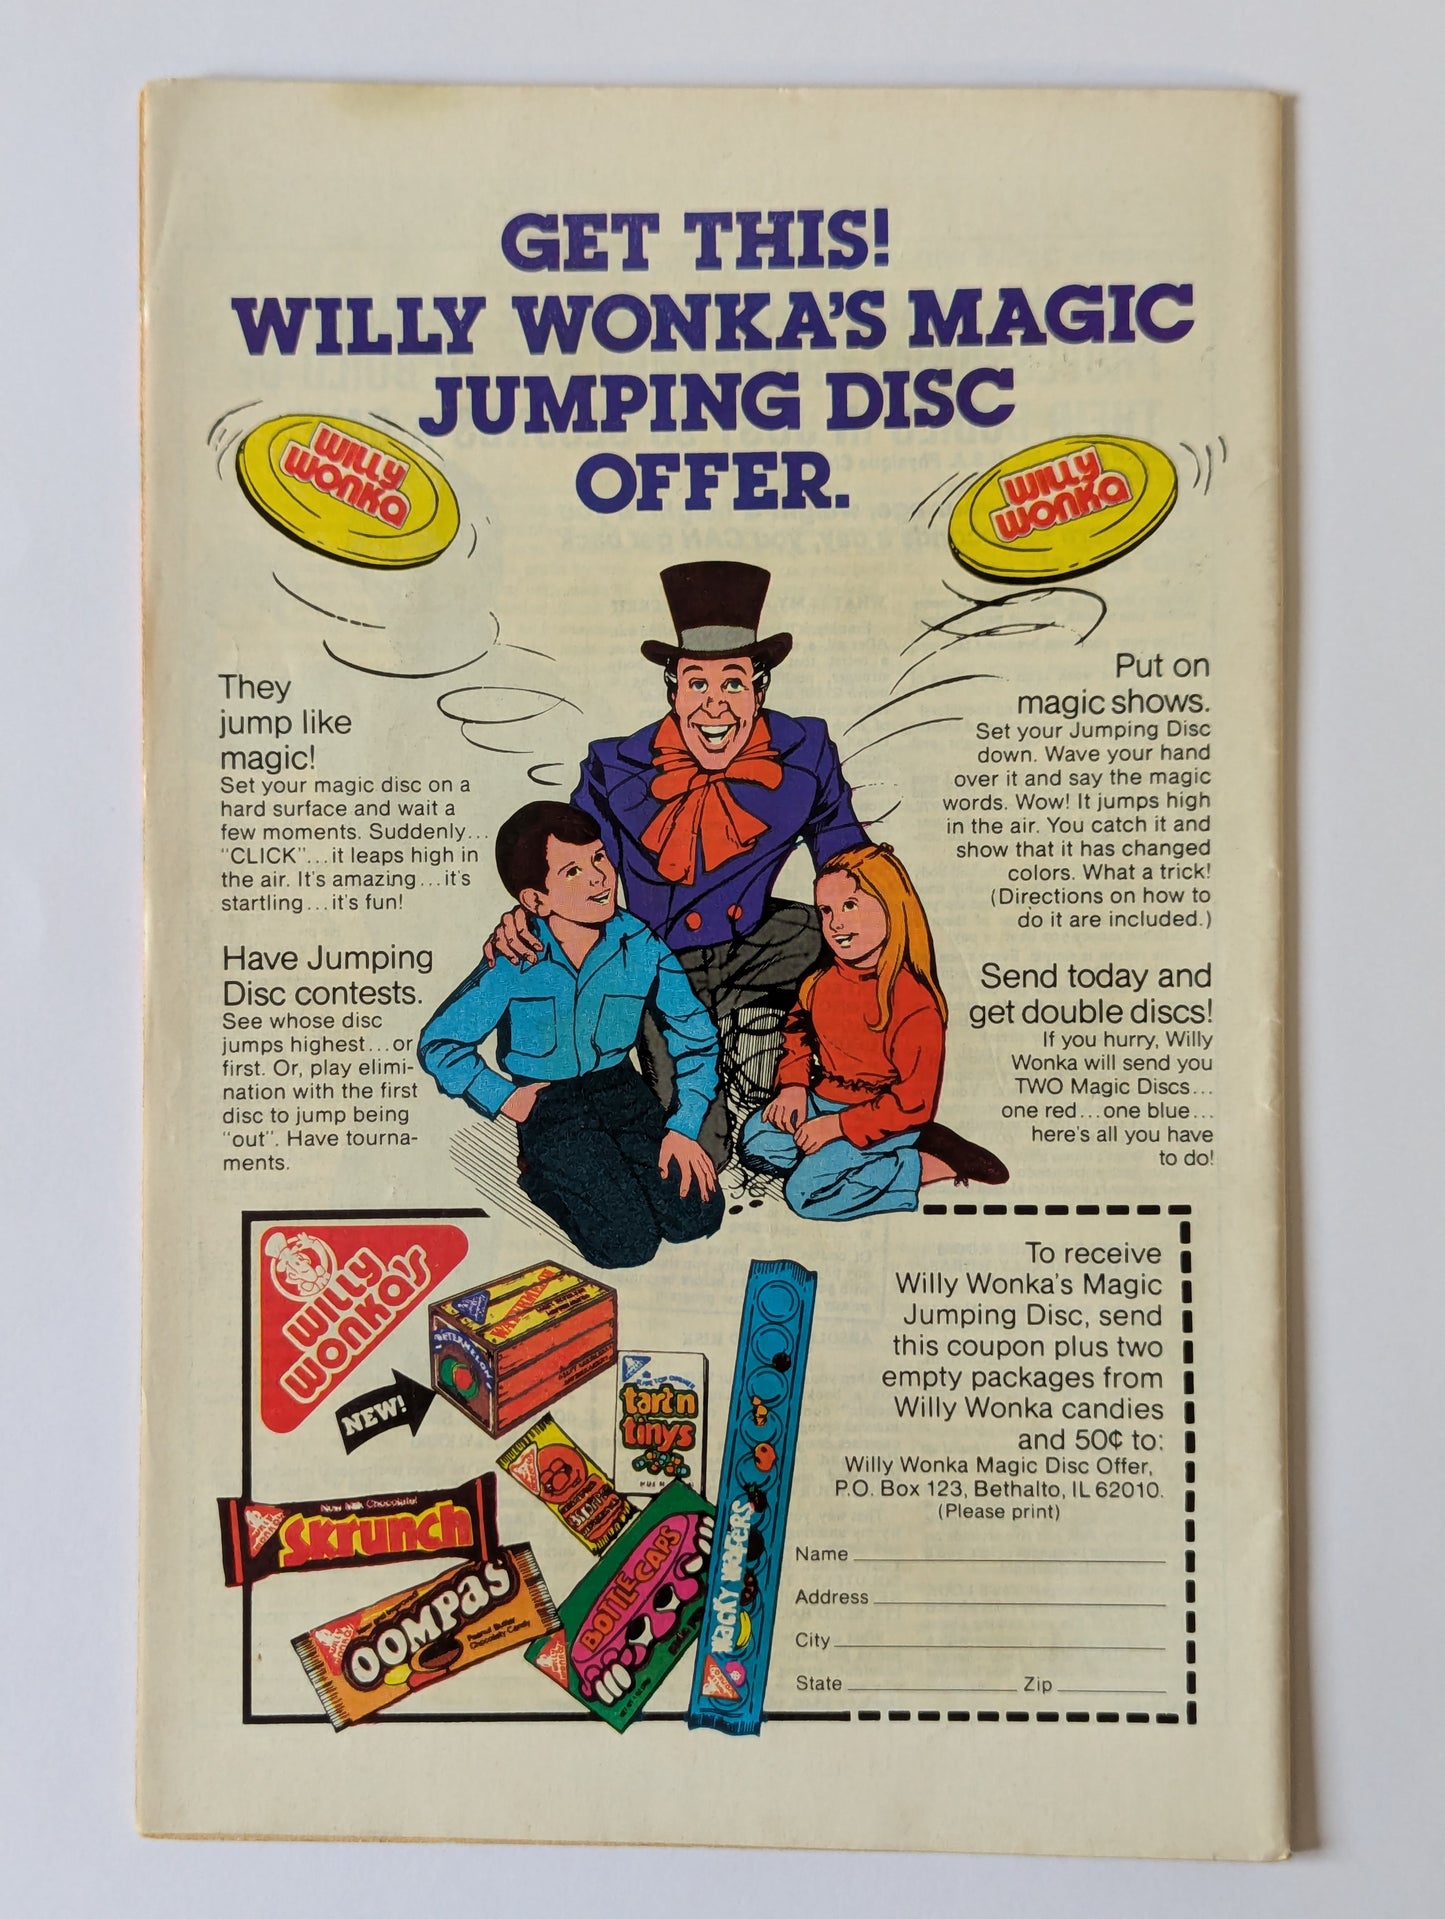 GET THIS!
WILLY WONKA'S MAGIC
JUMPING DISC
OFFER.
WILLY
WONKA
WILLY
WONKA
They
jump like
magic!
Set your magic disc on a
hard surface and wait a
few moments. Suddenly...
"CLICK"...it leaps high in
the air. It's amazing...it's
startling...it's fun!
Have Jumping
Disc contests.
See whose disc
jumps highest...or
first. Or, play elimi-
nation with the first
disc to jump being
"out". Have tourna-
ments.
Put on
magic shows.
Set your Jumping Disc
down. Wave your hand
over it and say the magic
words. Wow! It jumps high
in the air. You catch it and
show that it has changed
colors. What a trick!
(Directions on how to
do it are included.)
Send today and
get double discs!
If you hurry, Willy
Wonka will send you
TWO Magic Discs...
one red...one blue...
here's all you have
to do!
WILLY
WONKA'S
NEW!
WATERMELON
tart n
tinys
New Milk Chocolate!
Skrunch
OOMPAS
Peanut Butter
Chocolaty Candy
BOTTLE CAPS
WACKY WAFERS
To receive
Willy Wonka's Magic
Jumping Disc, send
this coupon plus two
empty packages from
Willy Wonka candies
and 50¢ to:
Willy Wonka Magic Disc Offer,
P.O. Box 123, Bethalto, IL 62010.
(Please print)
Name
Address
City
State Zip